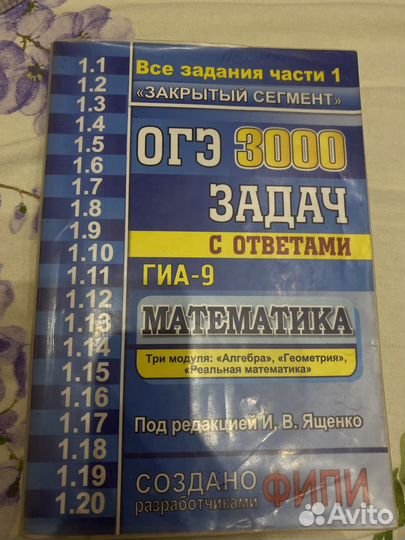 1.1
1.2
1.3
1.4
1.5
1.6
1.7
1.8
1.9
1.10
1.11
1.12
1.13
1.14
1.15
1.16
1.17
1.18
1.19
1.20
Все задания части 1
«ЗАКРЫТЫЙ СЕГМЕНТ»
ОГЭ 3000
ЗАДАЧ
С ОТВЕТАМИ
ГИА-9
МАТЕМАТИКА
Три модуля: «Алгебра», «Геометрия»,
«Реальная математика»
Под редакцией И. В. Ященко
СОЗДАНО
разработчиками
ФИПИ
Avito